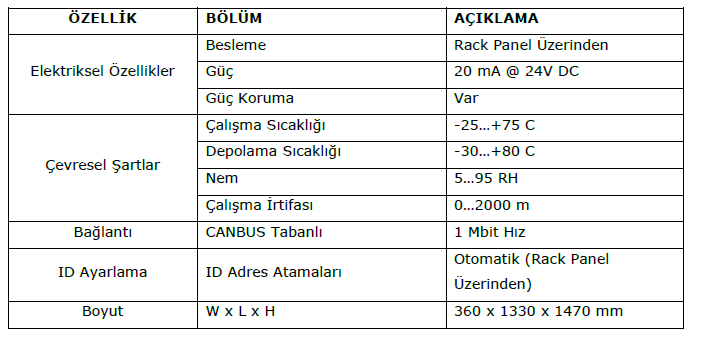 ÖZELLİK BÖLÜM AÇIKLAMA
Elektriksel Özellikler Besleme Rack Panel Üzerinden
Güç 20 mA @ 24V DC
Güç Koruma Var
Çevresel Şartlar Çalışma Sıcaklığı -25…+75 C
Depolama Sıcaklığı -30…+80 C
Nem 5…95 RH
Çalışma İrtifası 0…2000 m
Bağlantı CANBUS Tabanlı 1 Mbit Hız
ID Ayarlama ID Adres Atamaları Otomatik (Rack Panel
Üzerinden)
Boyut W x L x H 360 x 1330 x 1470 mm